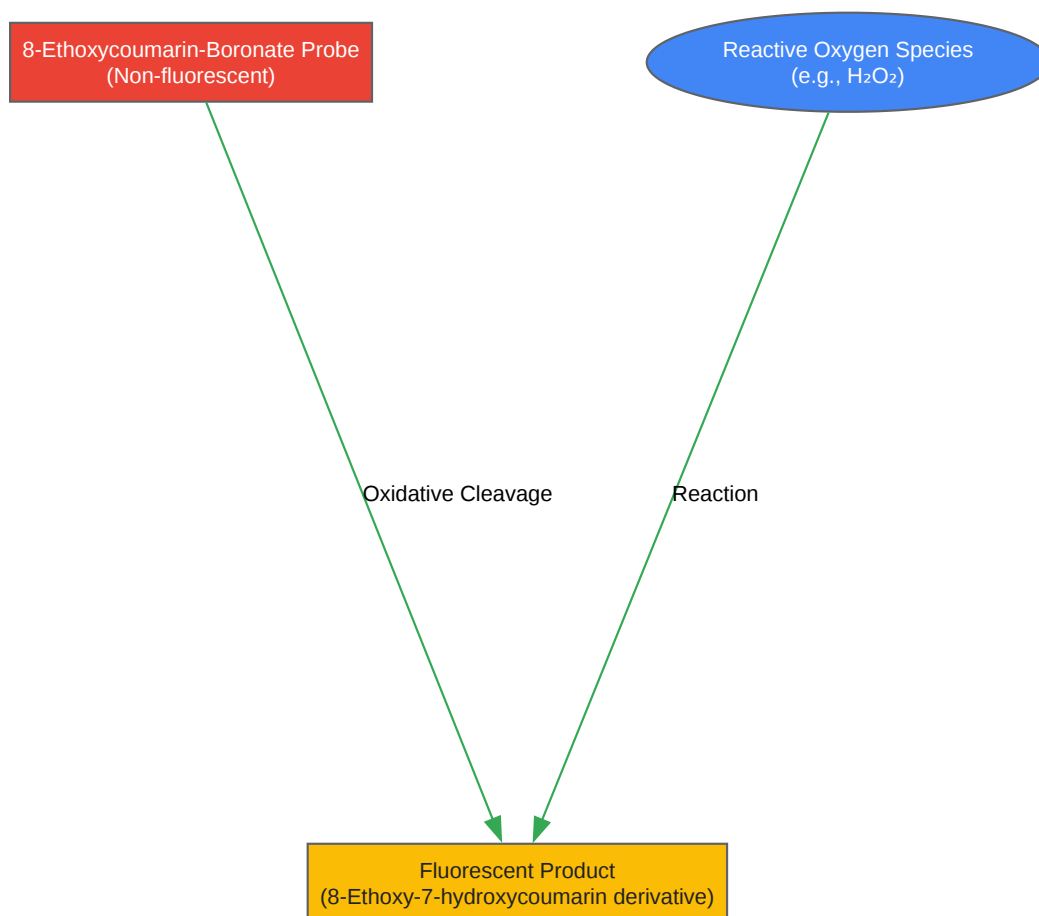 8-Ethoxycoumarin-Boronate Probe
(Non-fluorescent)
Reactive Oxygen Species
(e.g., H₂O₂)
Oxidative Cleavage
Reaction
Fluorescent Product
(8-Ethoxy-7-hydroxycoumarin derivative)